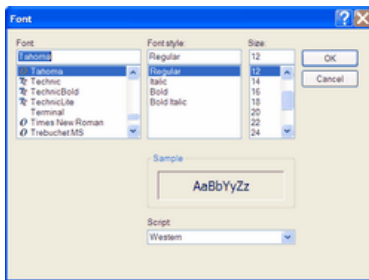 Font
Font: Font style: Size:
Tahoma Regular 12
Tahoma Regular 12
Technic Italic 14
TechnicBold Bold 16
TechnicLite Bold Italic 18
Terminal 20
Times New Roman 22
Trebuchet MS 24
OK
Cancel
Sample
AaBbYyZz
Script:
Western